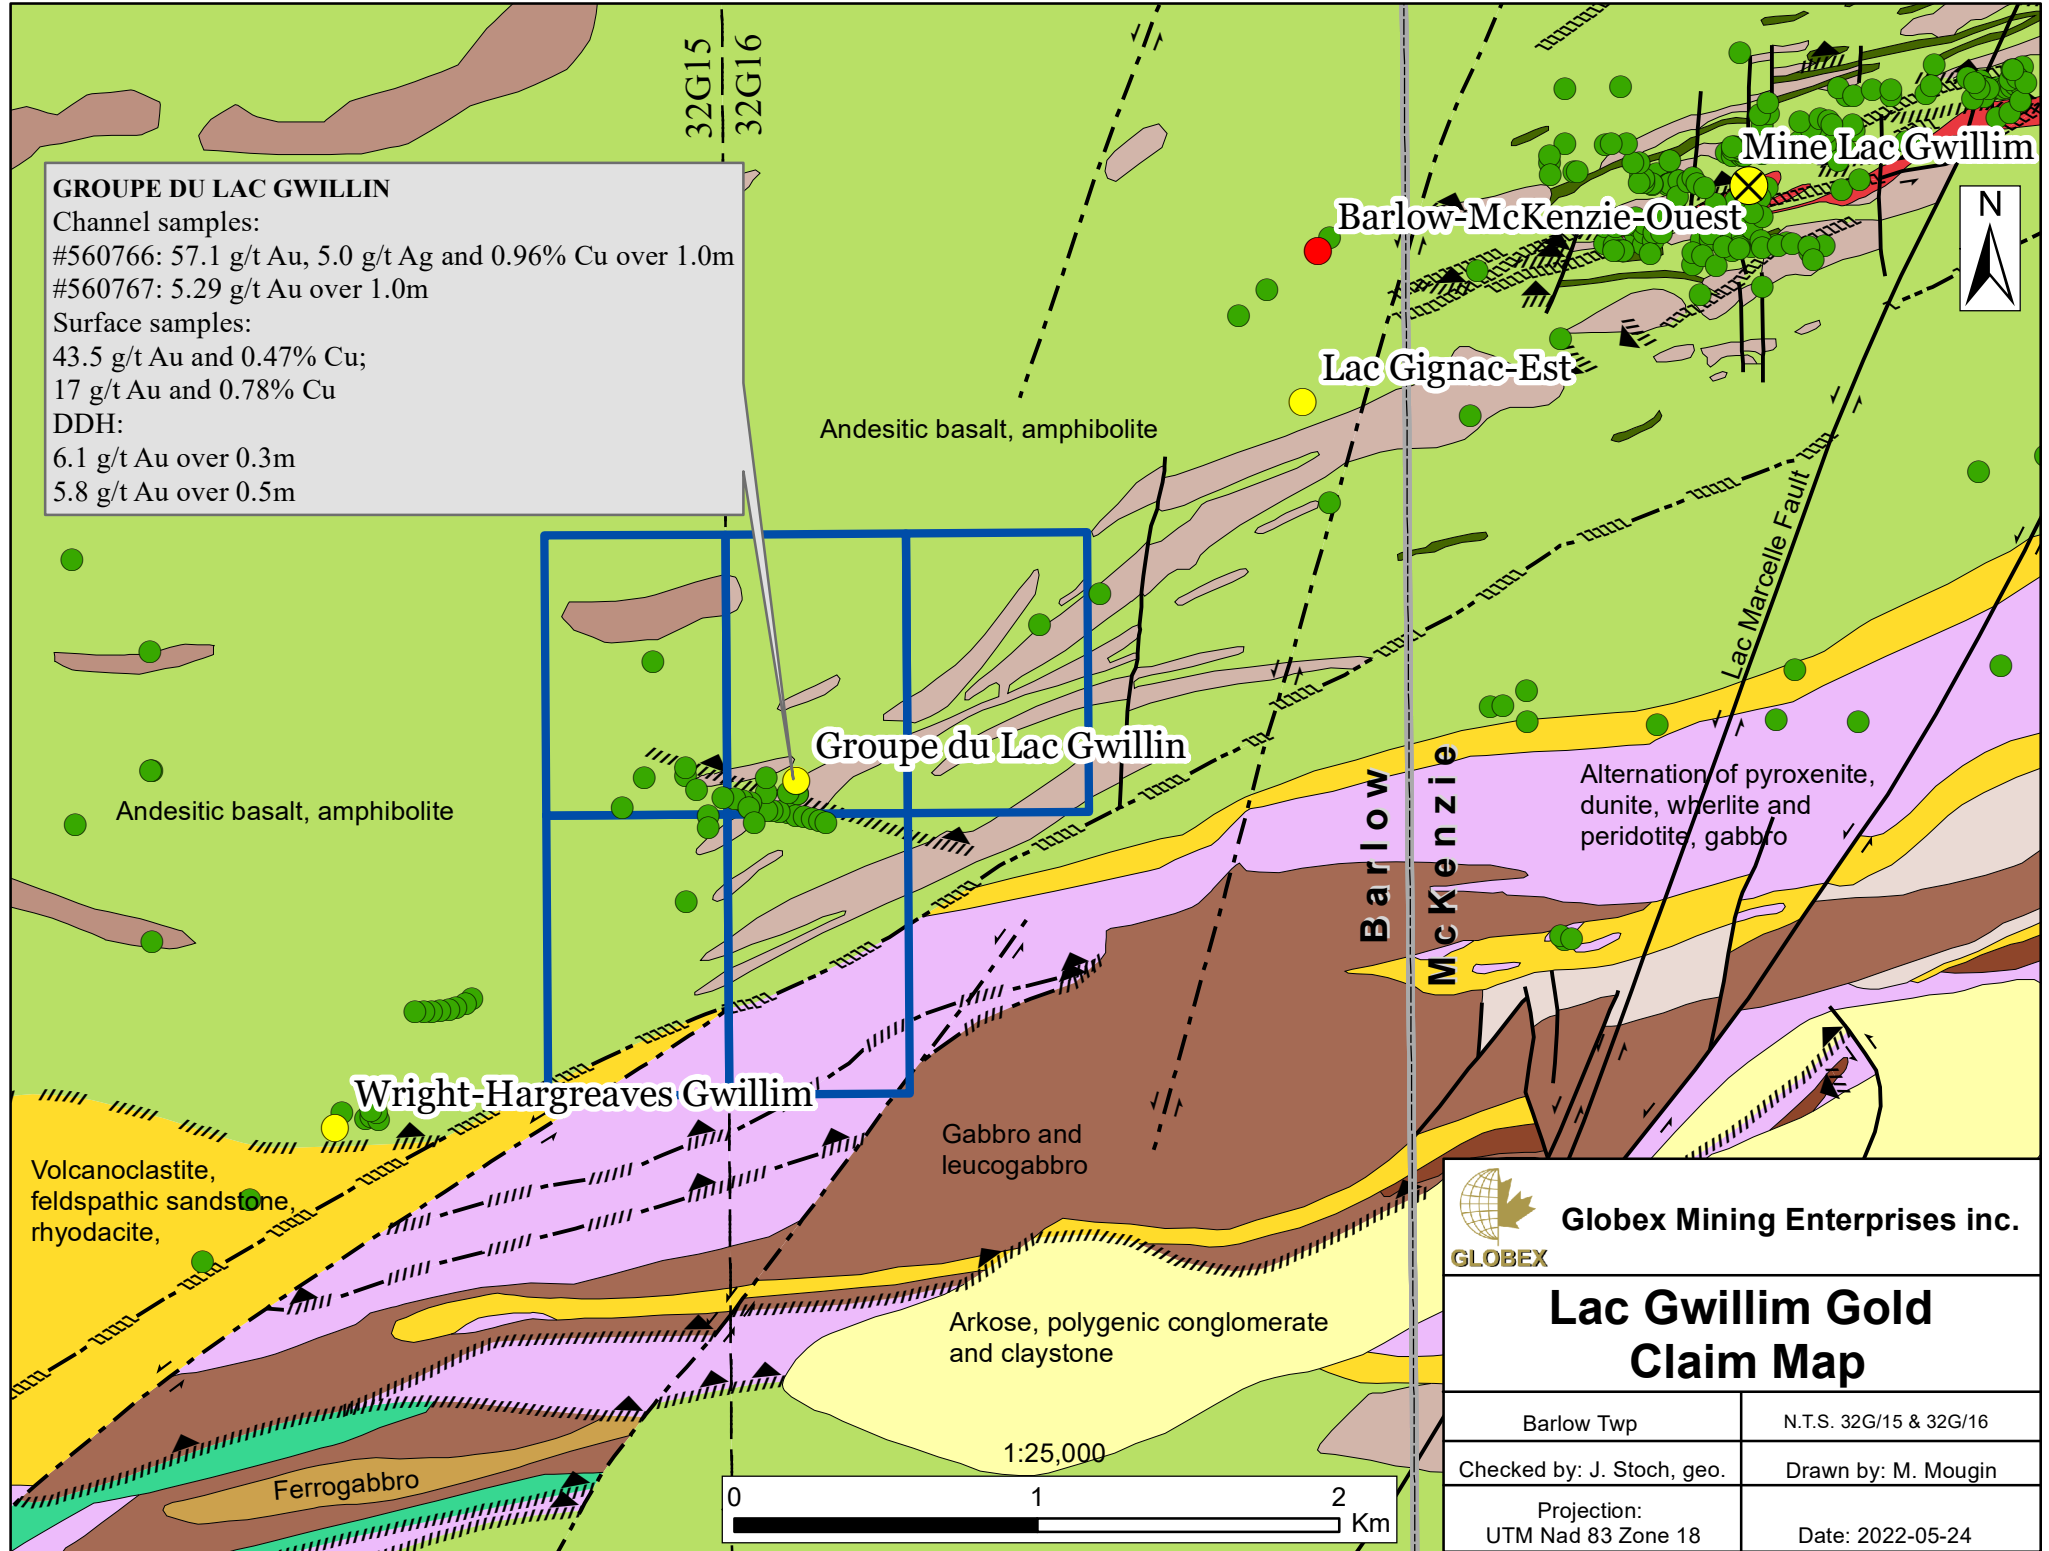 32G15
32G16
GROUPE DU LAC GWILLIN
Channel samples:
#560766: 57.1 g/t Au, 5.0 g/t Ag and 0.96% Cu over 1.0m
#560767: 5.29 g/t Au over 1.0m
Surface samples:
43.5 g/t Au and 0.47% Cu;
17 g/t Au and 0.78% Cu
DDH:
6.1 g/t Au over 0.3m
5.8 g/t Au over 0.5m
Mine Lac Gwillim
N
Barlow-McKenzie-Ouest
Lac Gignac-Est
Andesitic basalt, amphibolite
Lac Marcelle Fault
Groupe du Lac Gwillin
Andesitic basalt, amphibolite
Barlow
McKenzie
Alternation of pyroxenite,
dunite, wherlite and
peridotite, gabbro
Wright-Hargreaves Gwillim
Gabbro and
leucogabbro
Volcanoclastite,
feldspathic sandstone,
rhyodacite,
Arkose, polygenic conglomerate
and claystone
Ferrogabbro
1:25,000
0 1 2
Km
GLOBEX
Globex Mining Enterprises inc.
Lac Gwillim Gold
Claim Map
Barlow Twp
N.T.S. 32G/15 & 32G/16
Checked by: J. Stoch, geo.
Drawn by: M. Mougin
Projection:
UTM Nad 83 Zone 18
Date: 2022-05-24